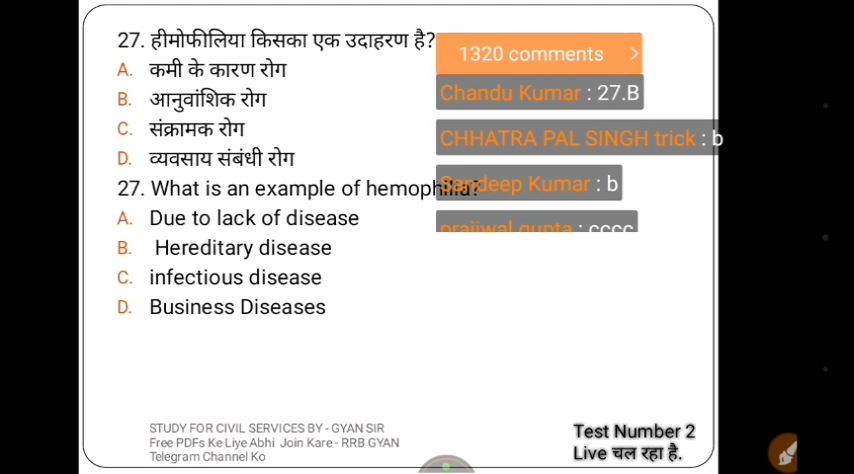 27. हीमोफीलिया किसका एक उदाहरण है?
A. कमी के कारण रोग
B. आनुवांशिक रोग
C. संक्रामक रोग
D. व्यवसाय संबंधी रोग
27. What is an example of hemophilia?
A. Due to lack of disease
B. Hereditary disease
C. infectious disease
D. Business Diseases
1320 comments >
Chandu Kumar : 27.B
CHHATRA PAL SINGH trick : b
Sandeep Kumar : b
prajjwal gupta : cccc
STUDY FOR CIVIL SERVICES BY - GYAN SIR
Free PDFs Ke Liye Abhi Join Kare - RRB GYAN
Telegram Channel Ko
Test Number 2
Live चल रहा है.